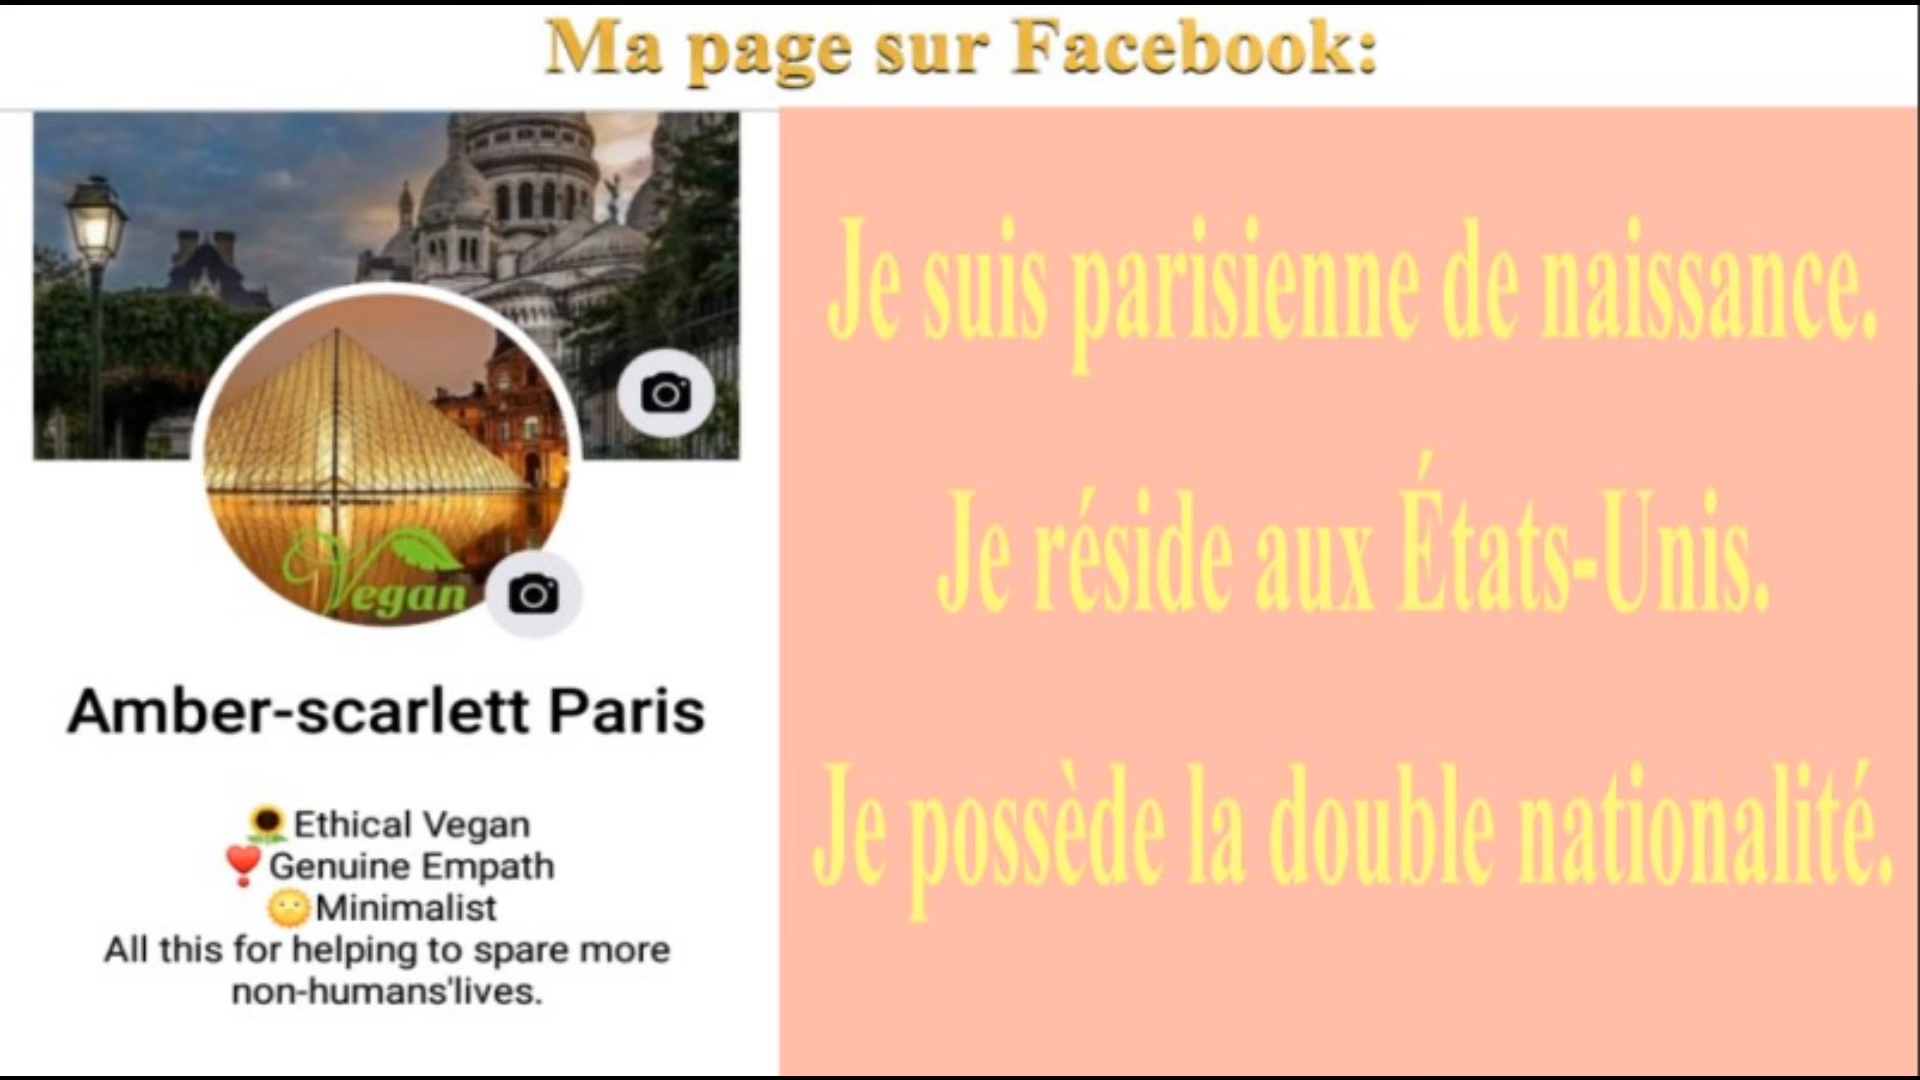 Ma page sur Facebook:
Vegan
Amber-scarlett Paris
🌻Ethical Vegan
❣️Genuine Empath
🌞Minimalist
All this for helping to spare more
non-humans'lives.
Je suis parisienne de naissance.
Je réside aux États-Unis.
Je possède la double nationalité.